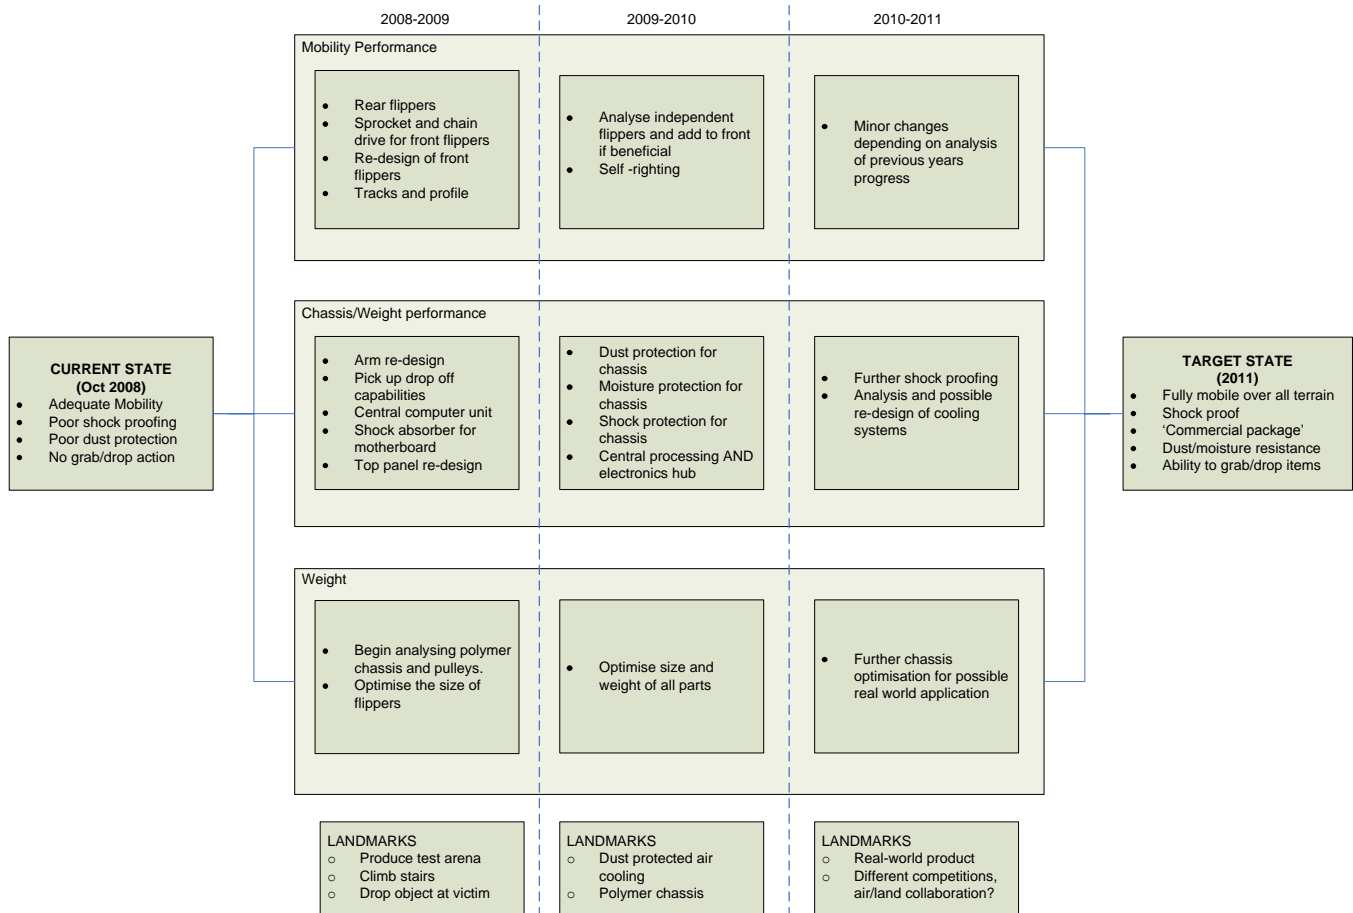 2008-2009
2009-2010
2010-2011
Mobility Performance
• Rear flippers
• Sprocket and chain
drive for front flippers
• Re-design of front
flippers
• Tracks and profile
• Analyse independent
flippers and add to front
if beneficial
• Self -righting
• Minor changes
depending on analysis
of previous years
progress
CURRENT STATE
(Oct 2008)
• Adequate Mobility
• Poor shock proofing
• Poor dust protection
• No grab/drop action
Chassis/Weight performance
• Arm re-design
• Pick up drop off
capabilities
• Central computer unit
• Shock absorber for
motherboard
• Top panel re-design
• Dust protection for
chassis
• Moisture protection for
chassis
• Shock protection for
chassis
• Central processing AND
electronics hub
• Further shock proofing
• Analysis and possible
re-design of cooling
systems
TARGET STATE
(2011)
• Fully mobile over all terrain
• Shock proof
• ‘Commercial package’
• Dust/moisture resistance
• Ability to grab/drop items
Weight
• Begin analysing polymer
chassis and pulleys.
• Optimise the size of
flippers
• Optimise size and
weight of all parts
• Further chassis
optimisation for possible
real world application
LANDMARKS
○ Produce test arena
○ Climb stairs
○ Drop object at victim
LANDMARKS
○ Dust protected air
cooling
○ Polymer chassis
LANDMARKS
○ Real-world product
○ Different competitions,
air/land collaboration?